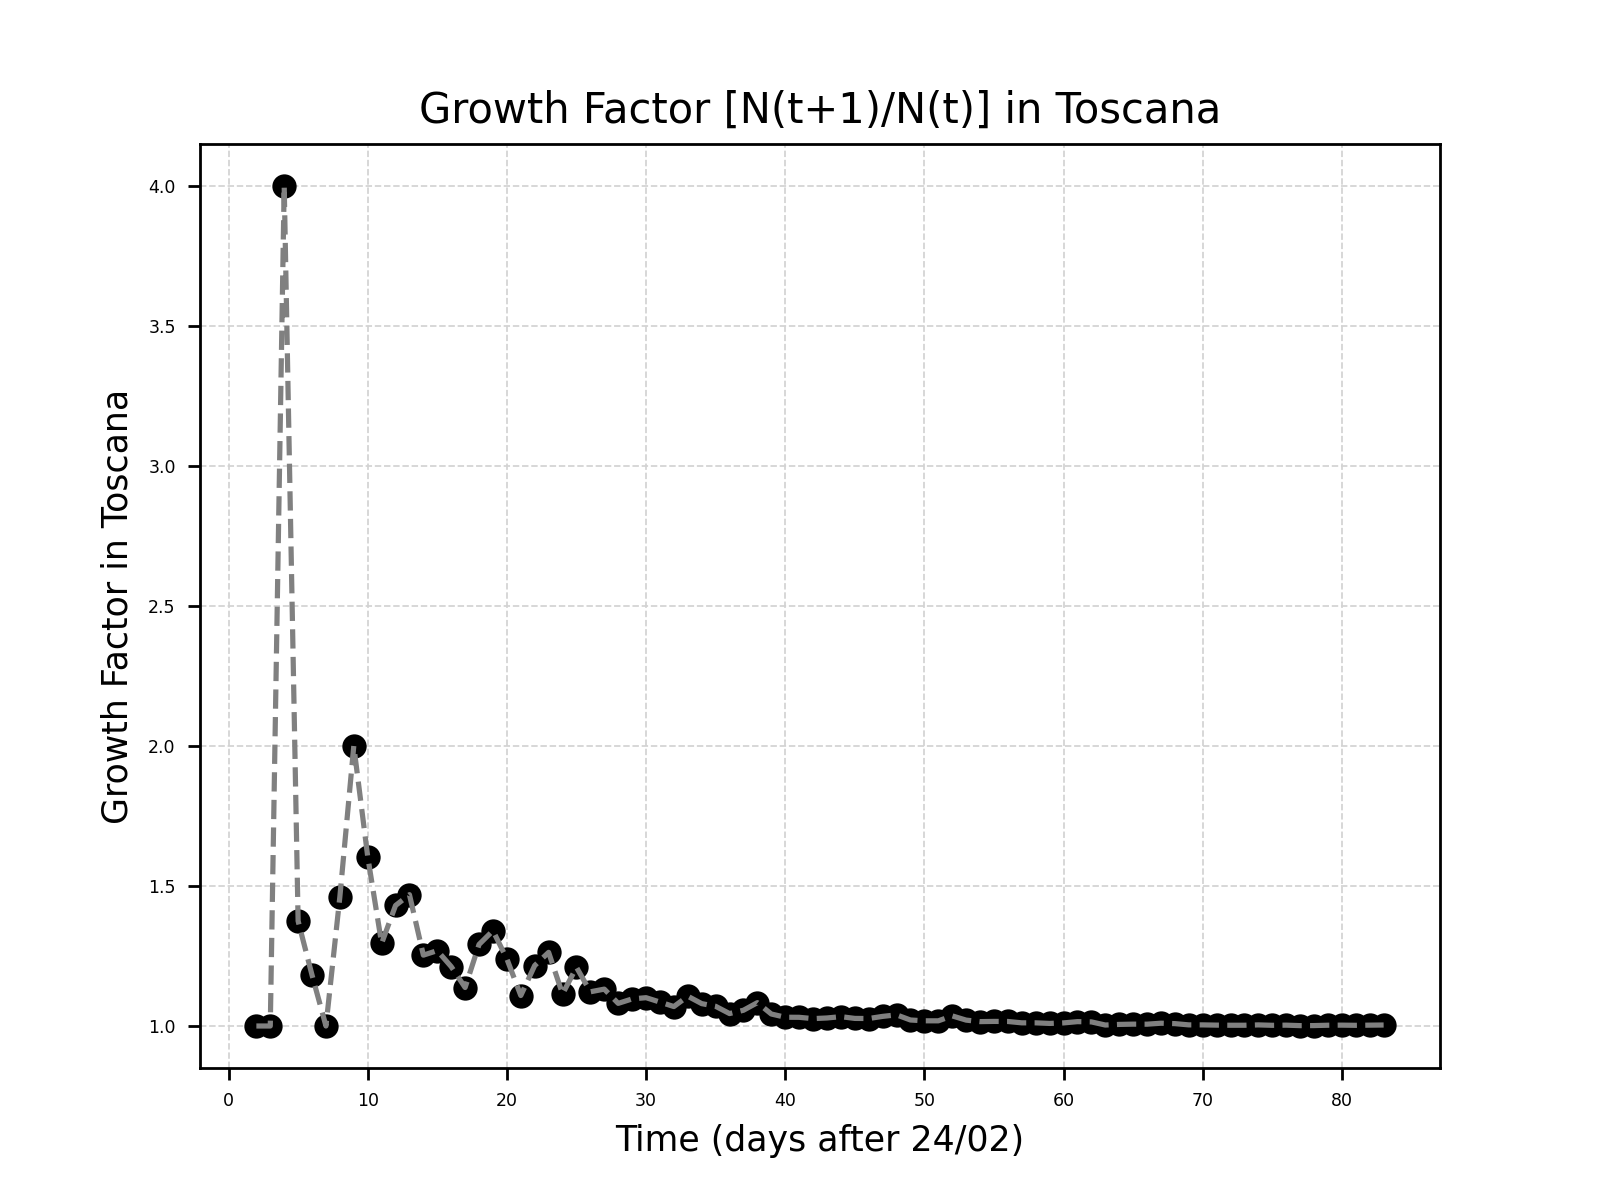 Growth Factor [N(t+1)/N(t)] in Toscana
Growth Factor in Toscana
4.0
3.5
3.0
2.5
2.0
1.5
1.0
0 10 20 30 40 50 60 70 80
Time (days after 24/02)